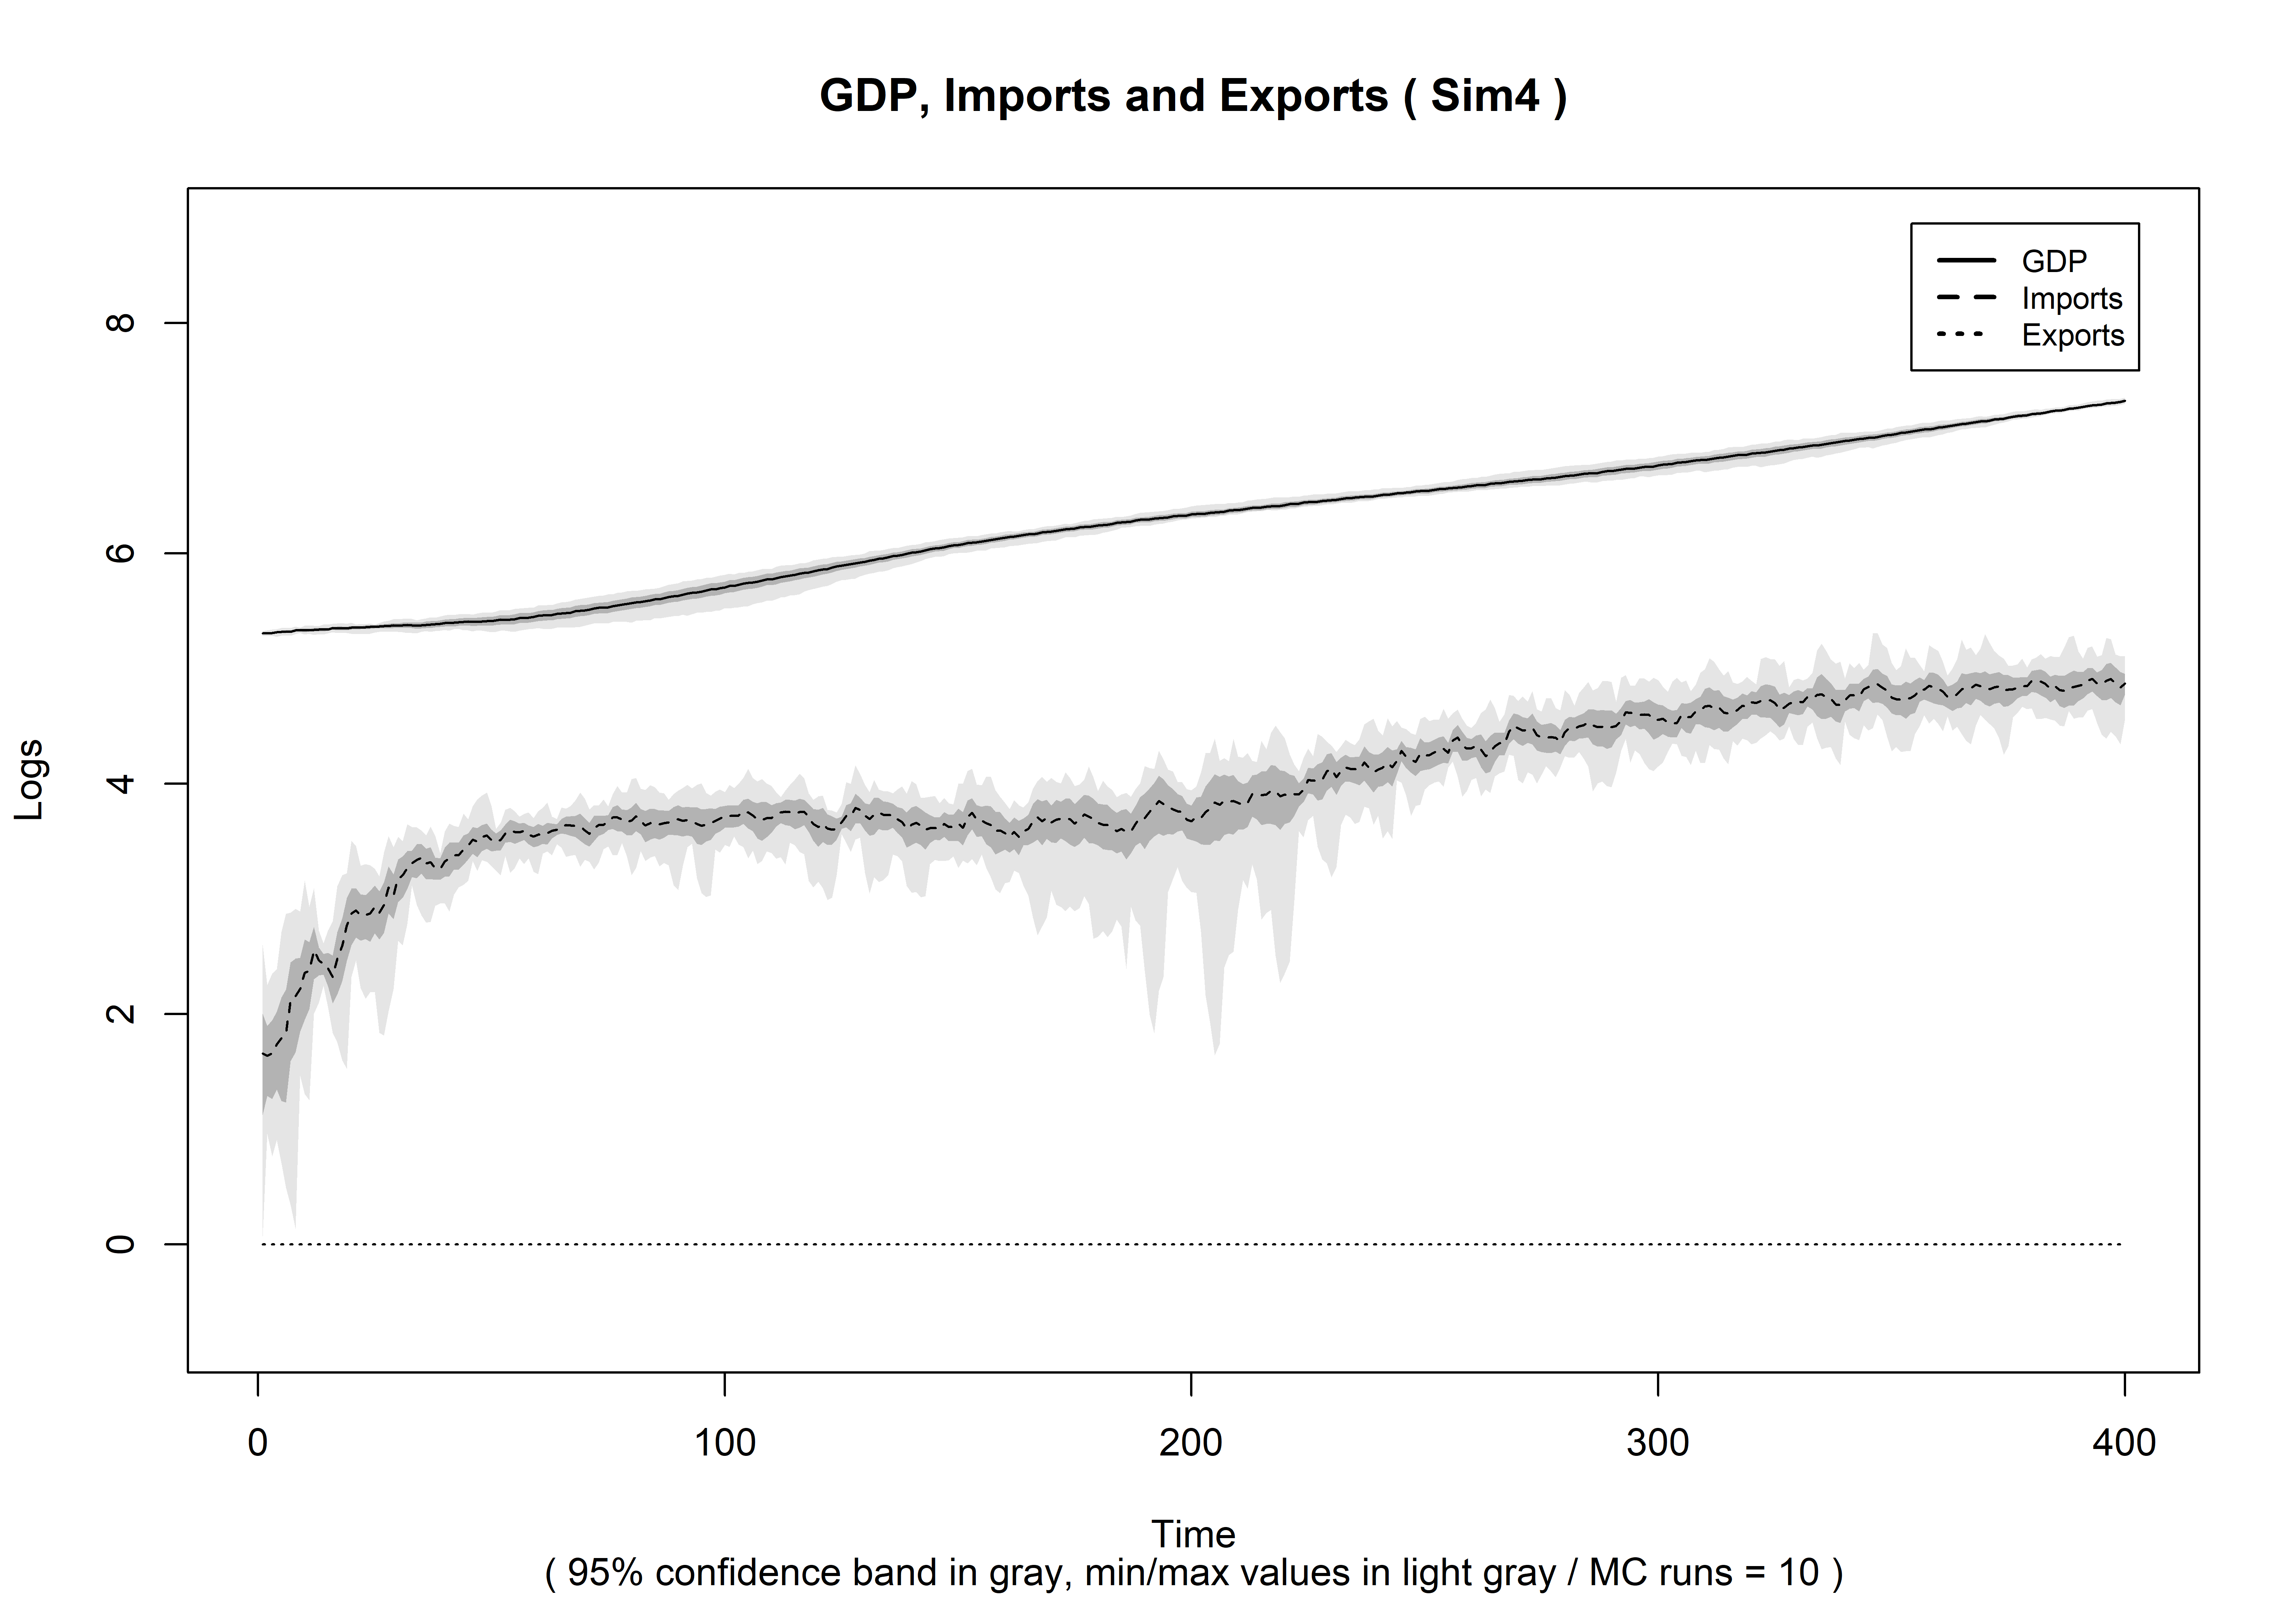 GDP, Imports and Exports ( Sim4 )
GDP
Imports
Exports
8
6
4
2
0
Logs
0 100 200 300 400
Time
( 95% confidence band in gray, min/max values in light gray / MC runs = 10 )